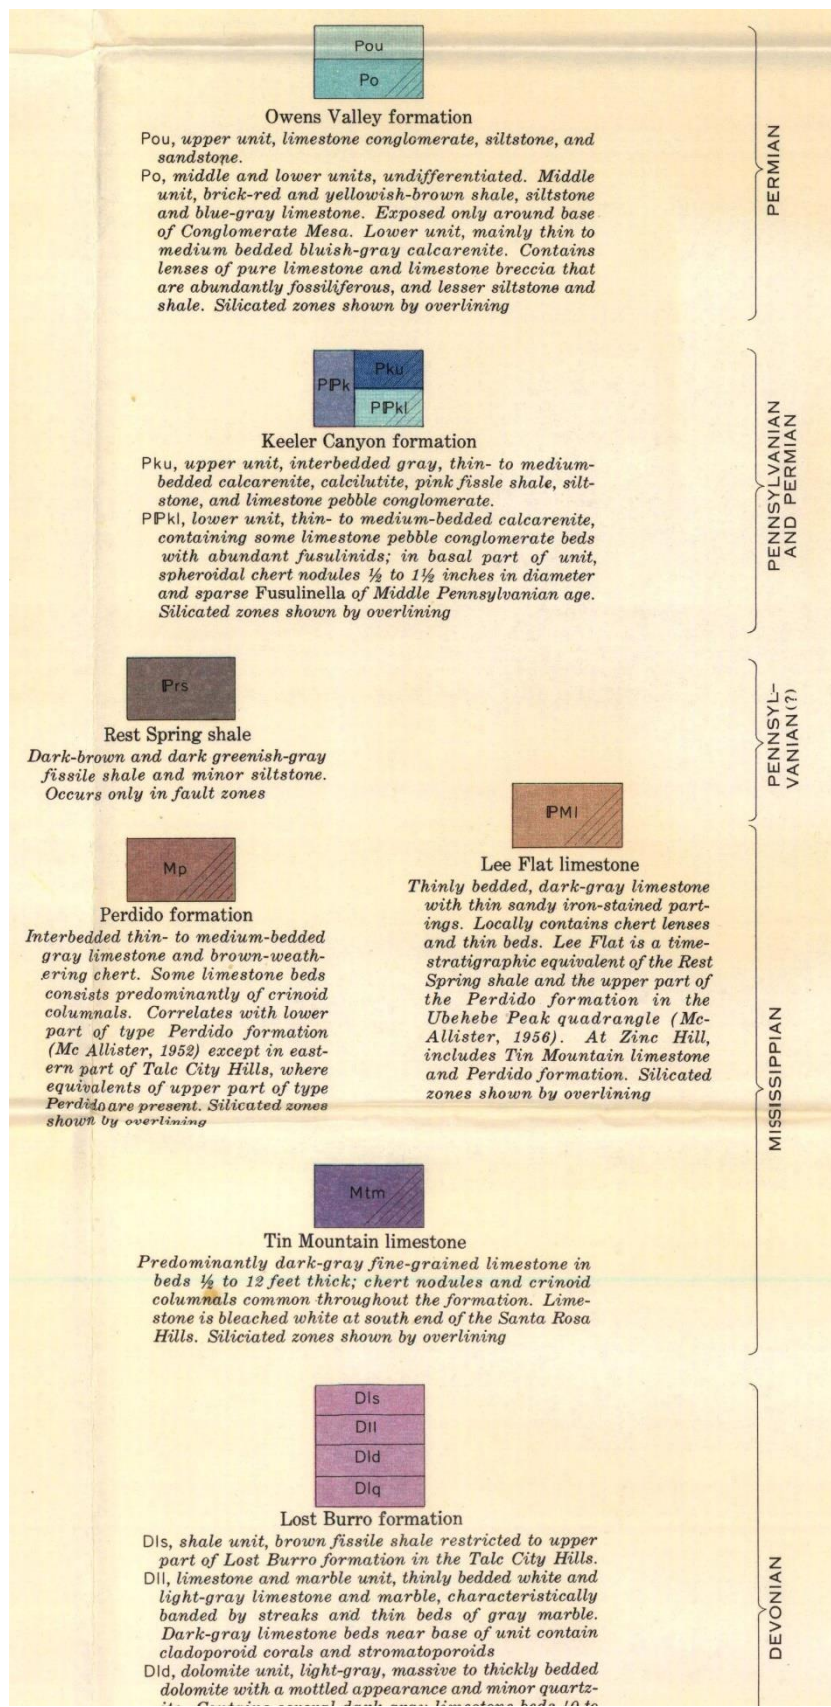 Pou
Po
Owens Valley formation
Pou, upper unit, limestone conglomerate, siltstone, and
sandstone.
Po, middle and lower units, undifferentiated. Middle
unit, brick-red and yellowish-brown shale, siltstone
and blue-gray limestone. Exposed only around base
of Conglomerate Mesa. Lower unit, mainly thin to
medium bedded bluish-gray calcarenite. Contains
lenses of pure limestone and limestone breccia that
are abundantly fossiliferous, and lesser siltstone and
shale. Silicated zones shown by overlining
PERMIAN
PIPk
Pku
PIPkl
Keeler Canyon formation
Pku, upper unit, interbedded gray, thin- to medium-
bedded calcarenite, calcilutite, pink fissle shale, silt-
stone, and limestone pebble conglomerate.
PIPkl, lower unit, thin- to medium-bedded calcarenite,
containing some limestone pebble conglomerate beds
with abundant fusulinids; in basal part of unit,
spheroidal chert nodules ½ to 1½ inches in diameter
and sparse Fusulinella of Middle Pennsylvanian age.
Silicated zones shown by overlining
PENNSYLVANIAN
AND PERMIAN
IPrs
Rest Spring shale
Dark-brown and dark greenish-gray
fissile shale and minor siltstone.
Occurs only in fault zones
PENNSYL-
VANIAN(?)
IPMl
Lee Flat limestone
Thinly bedded, dark-gray limestone
with thin sandy iron-stained part-
ings. Locally contains chert lenses
and thin beds. Lee Flat is a time-
stratigraphic equivalent of the Rest
Spring shale and the upper part of
the Perdido formation in the
Ubehebe Peak quadrangle (Mc-
Allister, 1956). At Zinc Hill,
includes Tin Mountain limestone
and Perdido formation. Silicated
zones shown by overlining
Mp
Perdido formation
Interbedded thin- to medium-bedded
gray limestone and brown-weath-
ering chert. Some limestone beds
consists predominantly of crinoid
columnals. Correlates with lower
part of type Perdido formation
(Mc Allister, 1952) except in east-
ern part of Talc City Hills, where
equivalents of upper part of type
Perdido are present. Silicated zones
shown by overlining
MISSISSIPPIAN
Mtm
Tin Mountain limestone
Predominantly dark-gray fine-grained limestone in
beds ½ to 12 feet thick; chert nodules and crinoid
columnals common throughout the formation. Lime-
stone is bleached white at south end of the Santa Rosa
Hills. Siliciated zones shown by overlining
Dls
Dll
Dld
Dlq
Lost Burro formation
Dls, shale unit, brown fissile shale restricted to upper
part of Lost Burro formation in the Talc City Hills.
Dll, limestone and marble unit, thinly bedded white and
light-gray limestone and marble, characteristically
banded by streaks and thin beds of gray marble.
Dark-gray limestone beds near base of unit contain
cladoporoid corals and stromatoporoids
Dld, dolomite unit, light-gray, massive to thickly bedded
dolomite with a mottled appearance and minor quartz-
DEVONIAN